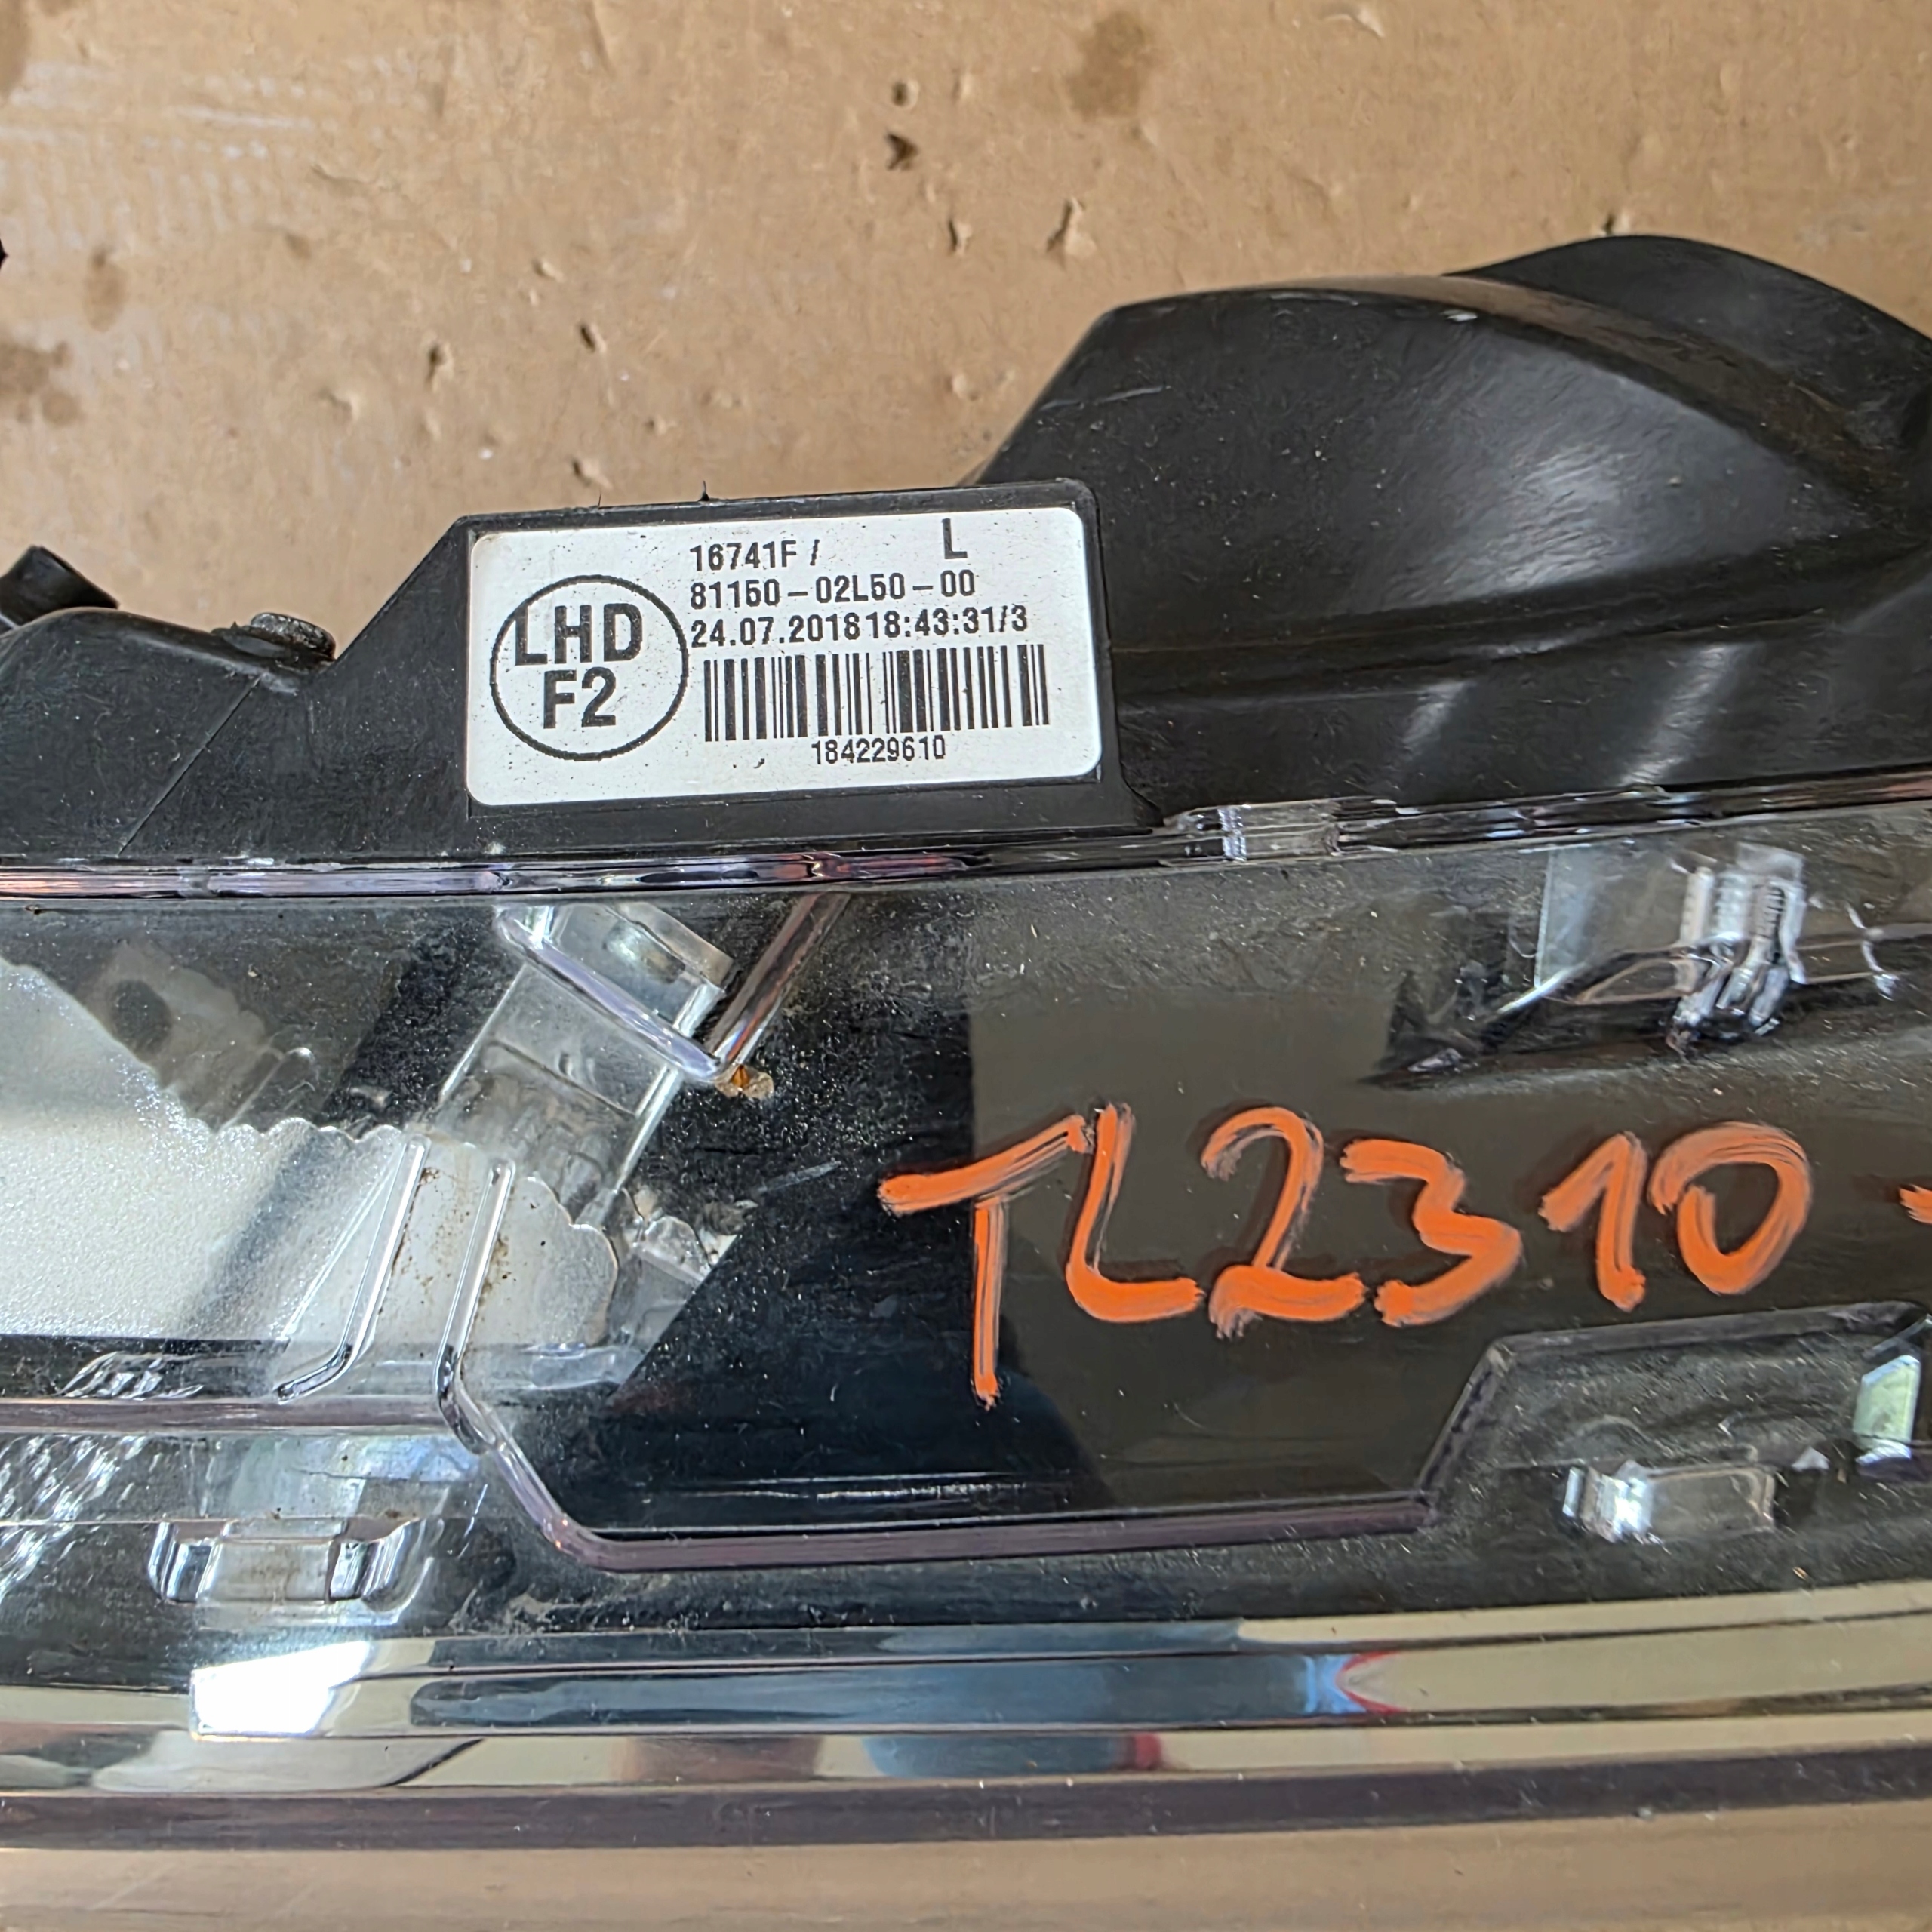 16741F / L
81150-02L50-00
24.07.2018 18:43:31/3
LHD
F2
184229610
TL2310-